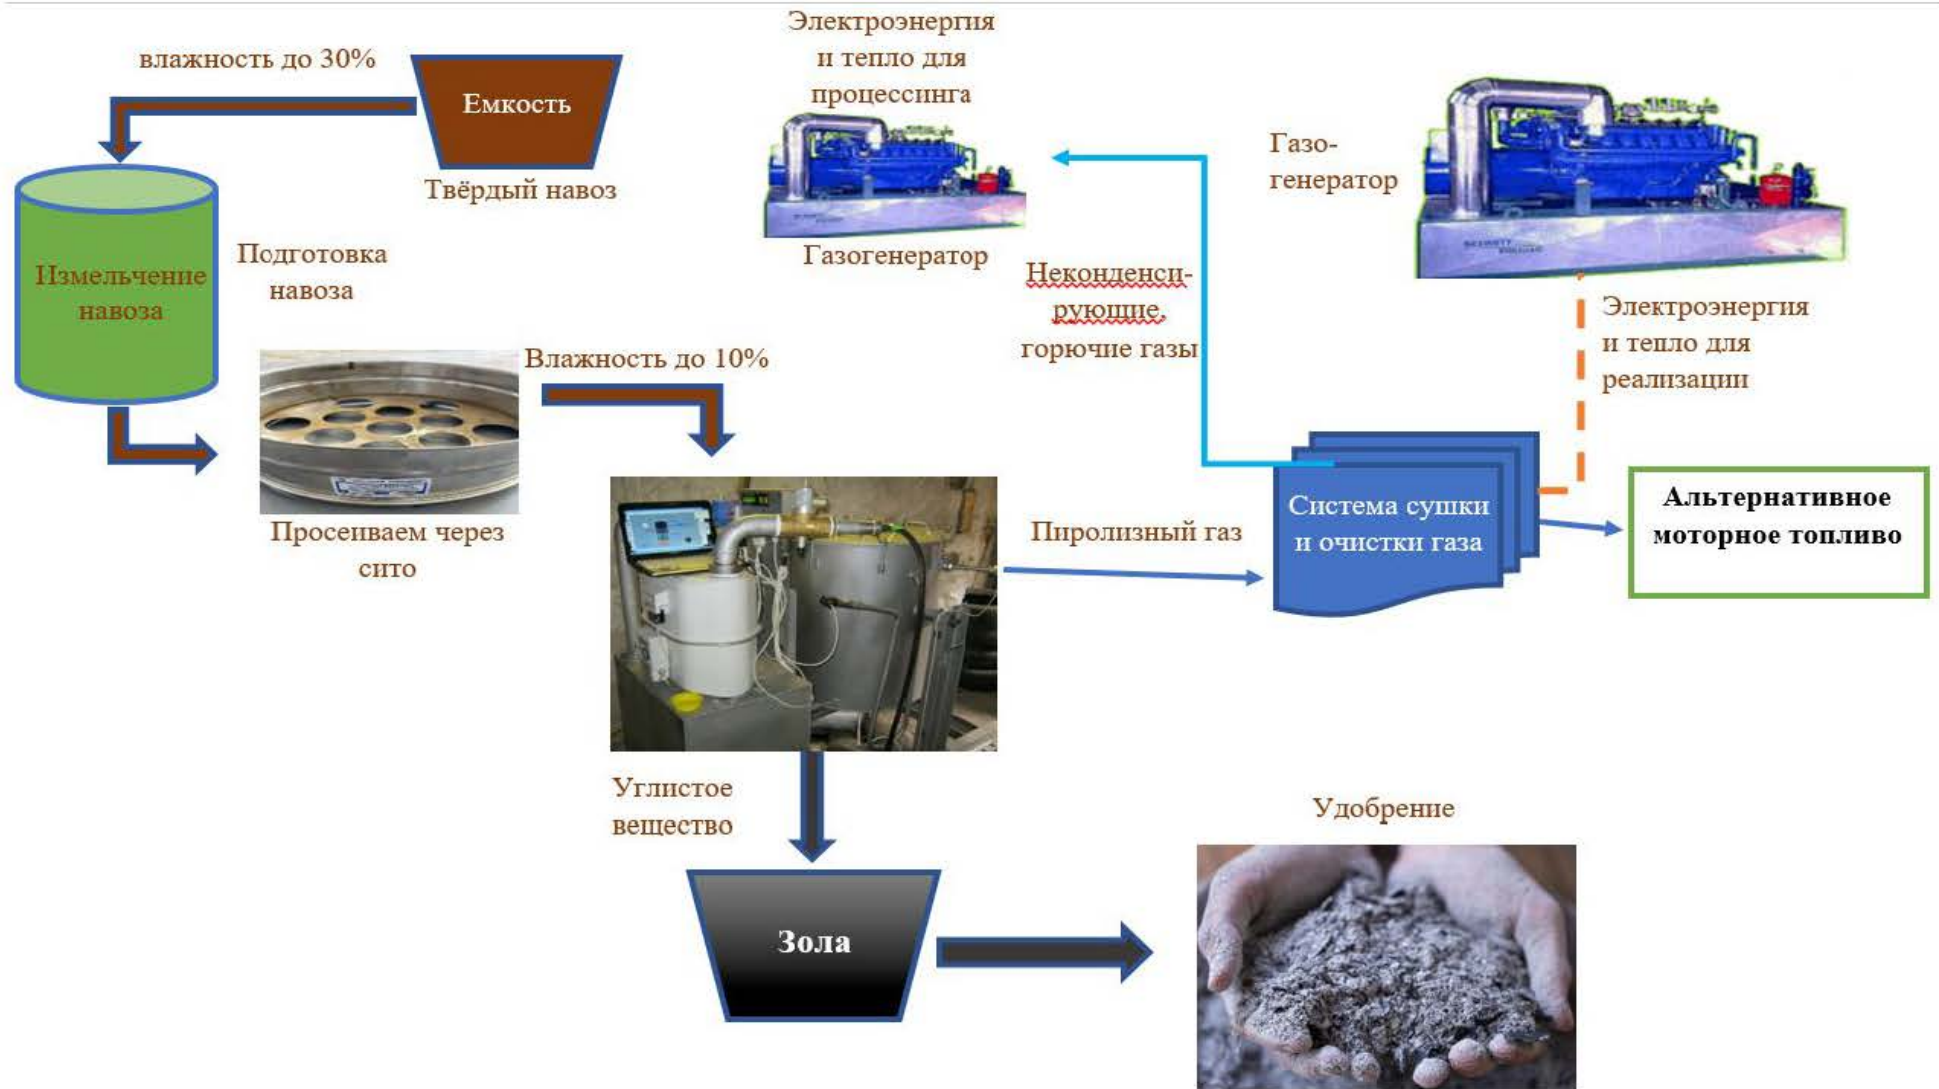 влажность до 30%
Емкость
Твёрдый навоз
Измельчение
навоза
Подготовка
навоза
Просеиваем через
сито
Влажность до 10%
Электроэнергия
и тепло для
процессинга
Газогенератор
Неконденси-
рующие,
горючие газы
Газо-
генератор
Электроэнергия
и тепло для
реализации
Пиролизный газ
Система сушки
и очистки газа
Альтернативное
моторное топливо
Углистое
вещество
Зола
Удобрение